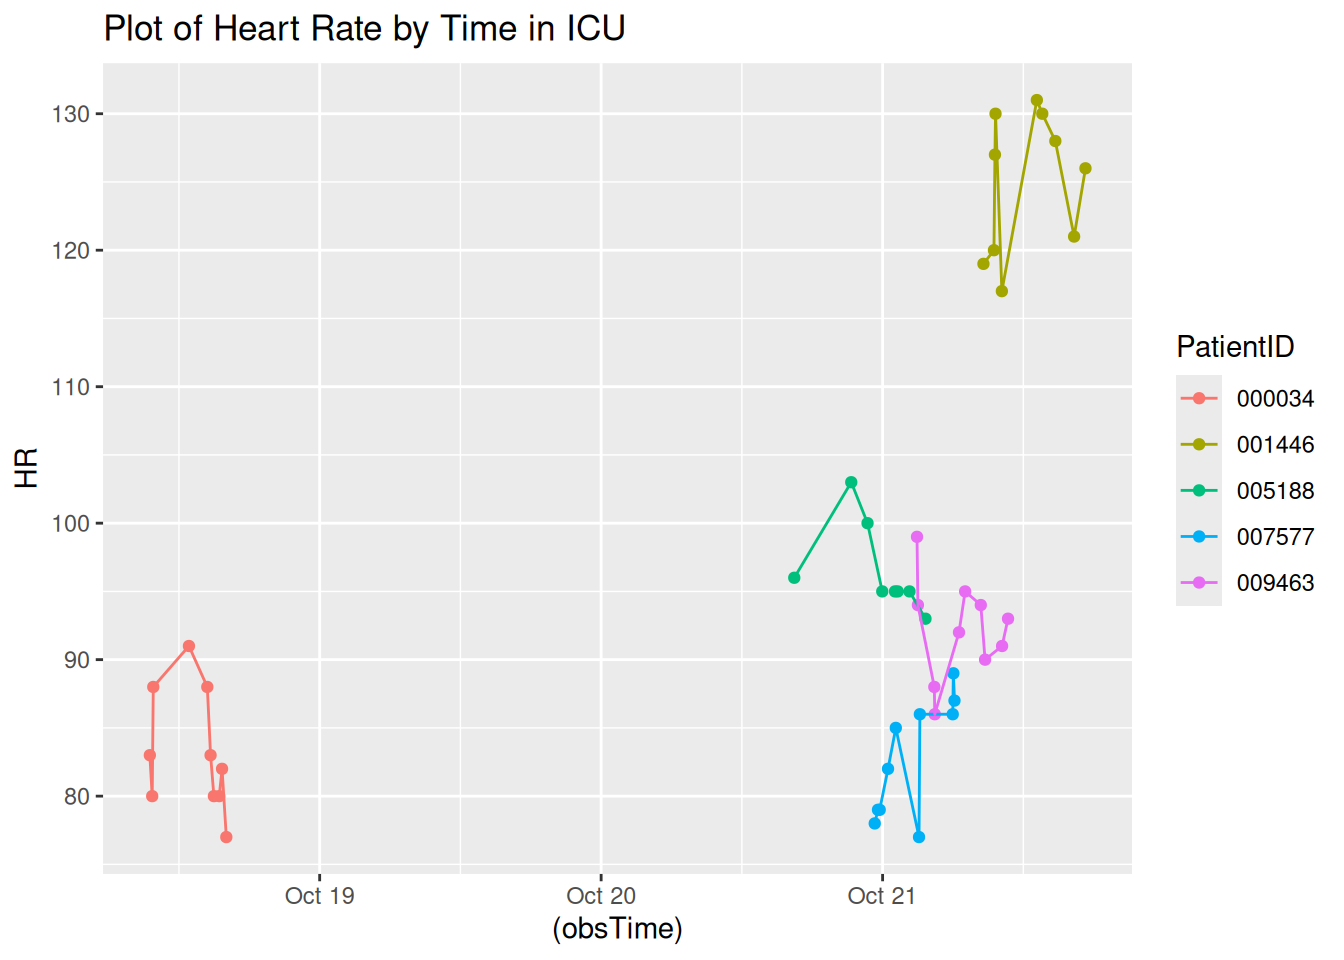 Plot of Heart Rate by Time in ICU
130
120
110
100
90
80
HR
Oct 19
Oct 20
Oct 21
(obsTime)
PatientID
000034
001446
005188
007577
009463